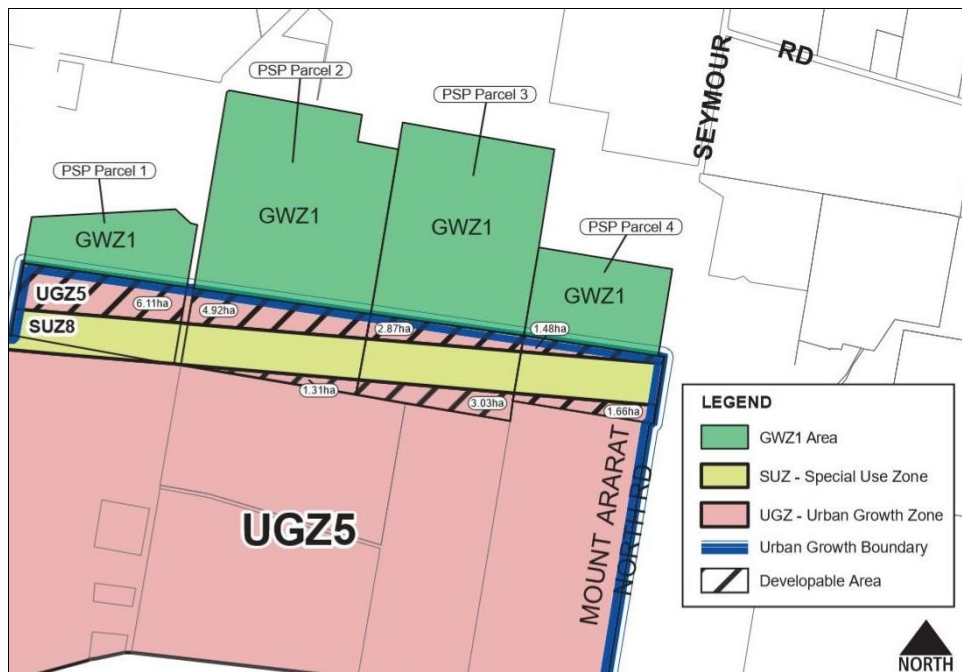 PSP Parcel 2
PSP Parcel 3
SEYMOUR
RD
PSP Parcel 1
GWZ1
GWZ1
GWZ1
PSP Parcel 4
GWZ1
UGZ5
6.11ha
4.92ha
2.87ha
1.48ha
SUZ8
1.31ha
3.03ha
1.66ha
UGZ5
MOUNT ARARAT
NORTH RD
LEGEND
GWZ1 Area
SUZ - Special Use Zone
UGZ - Urban Growth Zone
Urban Growth Boundary
Developable Area
NORTH